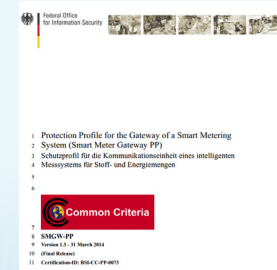 Federal Office
for Information Security
1 Protection Profile for the Gateway of a Smart Metering
2 System (Smart Meter Gateway PP)
3 Schutzprofil für die Kommunikationseinheit eines intelligenten
4 Messsystems für Stoff- und Energiemengen
5
6
Common Criteria
7
8 SMGW-PP
9 Version 1.3 - 31 March 2014
10 (Final Release)
11 Certification-ID: BSI-CC-PP-0073